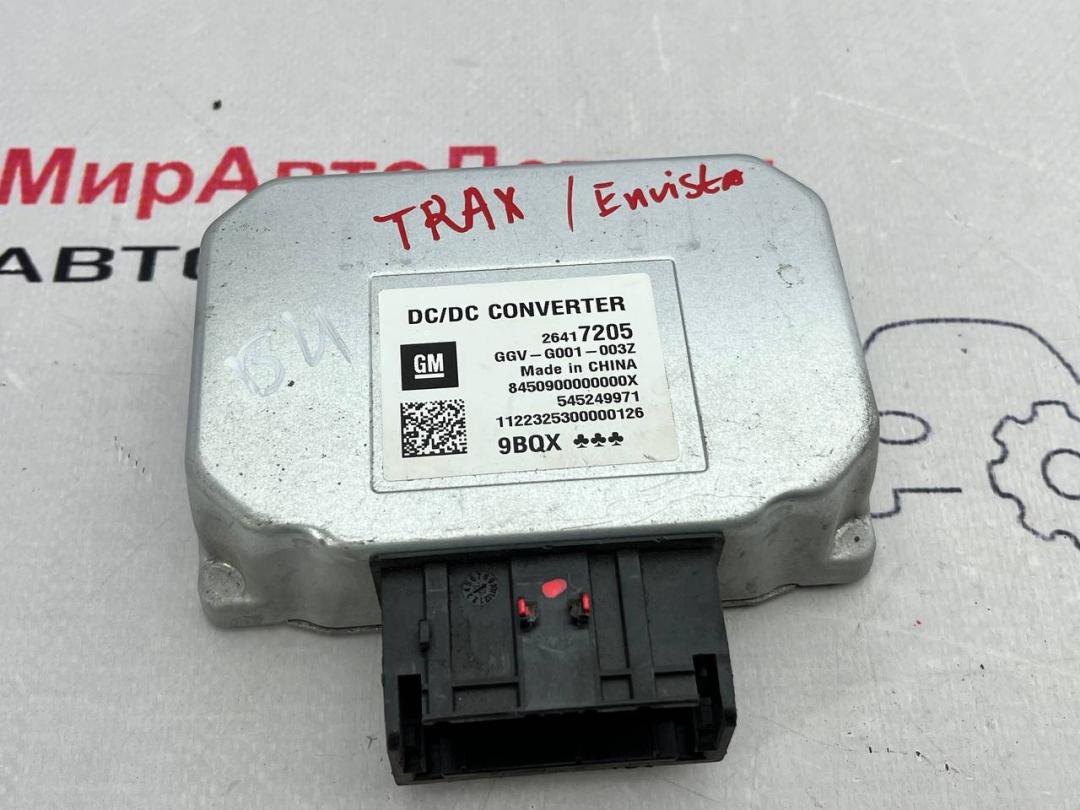 МирАвто
АВТО
TRAX / Envista
DC/DC CONVERTER
26417205
GGV-G001-003Z
Made in CHINA
8450900000000X
545249971
1122325300000126
9BQX ♣♣♣
GM
БУ